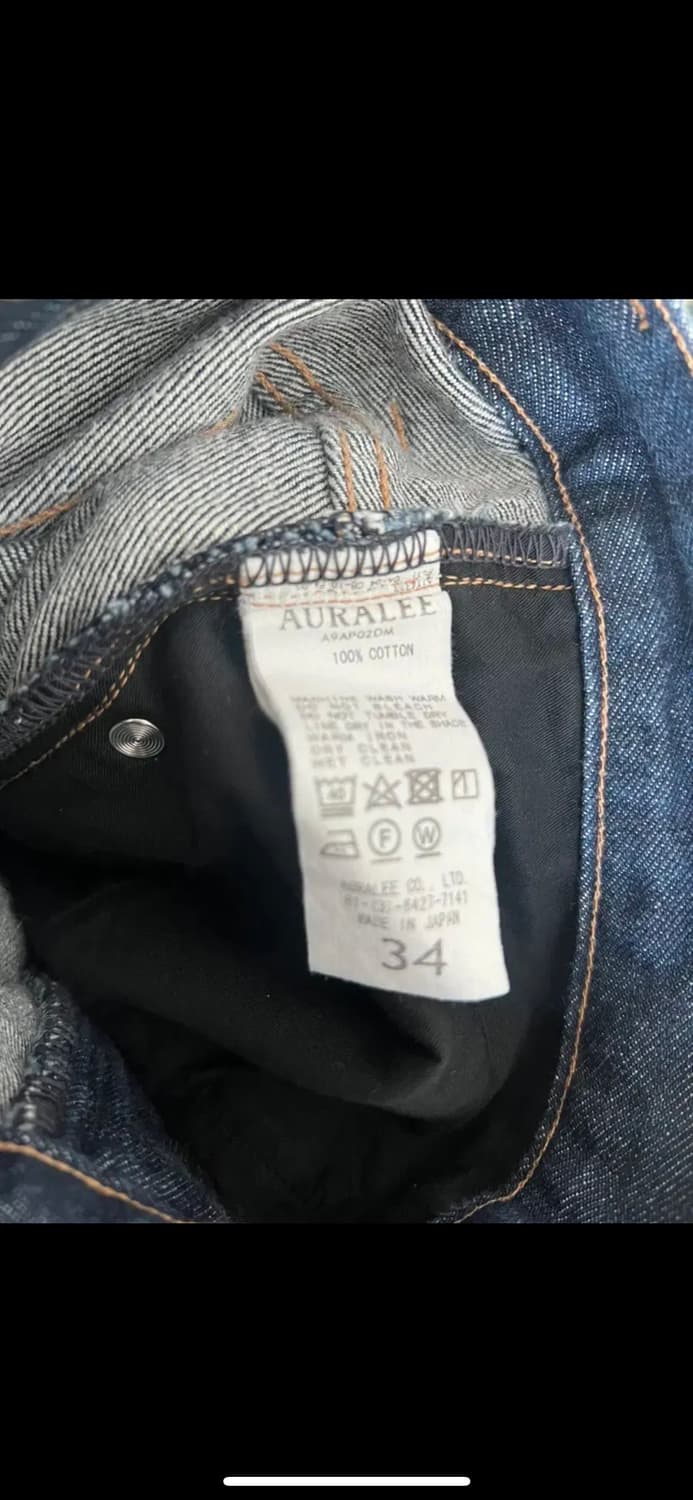 AURALEE
A9AP02DM
100% COTTON
MACHINE WASH WARM
DO NOT BLEACH
DO NOT TUMBLE DRY
LINE DRY IN THE SHADE
WARM IRON
DRY CLEAN
WET CLEAN
40
F W
AURALEE CO., LTD.
81-(3)-6427-7141
MADE IN JAPAN
34